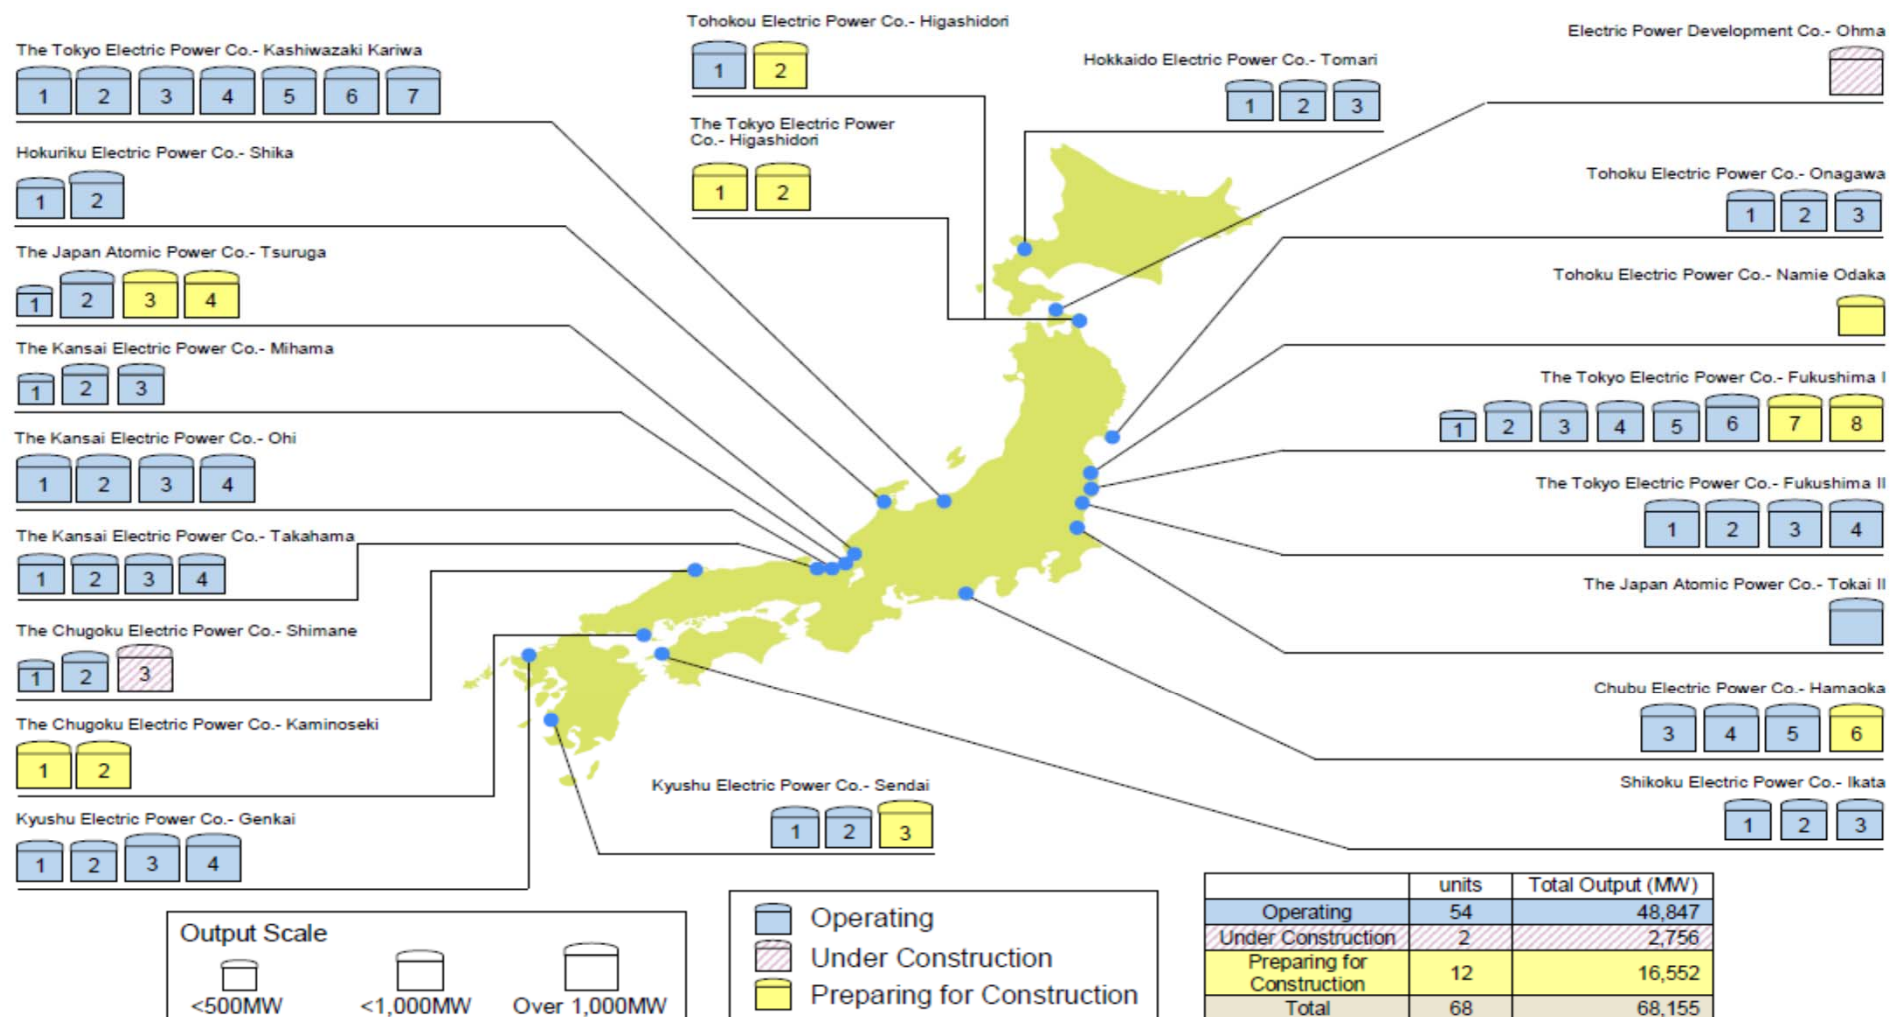 Tohokou Electric Power Co.- Higashidori
1 2
Electric Power Development Co.- Ohma
The Tokyo Electric Power Co.- Kashiwazaki Kariwa
1 2 3 4 5 6 7
Hokkaido Electric Power Co.- Tomari
1 2 3
The Tokyo Electric Power
Co.- Higashidori
1 2
Hokuriku Electric Power Co.- Shika
1 2
Tohoku Electric Power Co.- Onagawa
1 2 3
The Japan Atomic Power Co.- Tsuruga
1 2 3 4
Tohoku Electric Power Co.- Namie Odaka
The Kansai Electric Power Co.- Mihama
1 2 3
The Tokyo Electric Power Co.- Fukushima I
1 2 3 4 5 6 7 8
The Kansai Electric Power Co.- Ohi
1 2 3 4
The Tokyo Electric Power Co.- Fukushima II
1 2 3 4
The Kansai Electric Power Co.- Takahama
1 2 3 4
The Japan Atomic Power Co.- Tokai II
The Chugoku Electric Power Co.- Shimane
1 2 3
Chubu Electric Power Co.- Hamaoka
3 4 5 6
The Chugoku Electric Power Co.- Kaminoseki
1 2
Kyushu Electric Power Co.- Sendai
1 2 3
Shikoku Electric Power Co.- Ikata
1 2 3
Kyushu Electric Power Co.- Genkai
1 2 3 4
Output Scale
<500MW <1,000MW Over 1,000MW
Operating
Under Construction
Preparing for Construction
units Total Output (MW)
Operating 54 48,847
Under Construction 2 2,756
Preparing for
Construction 12 16,552
Total 68 68,155